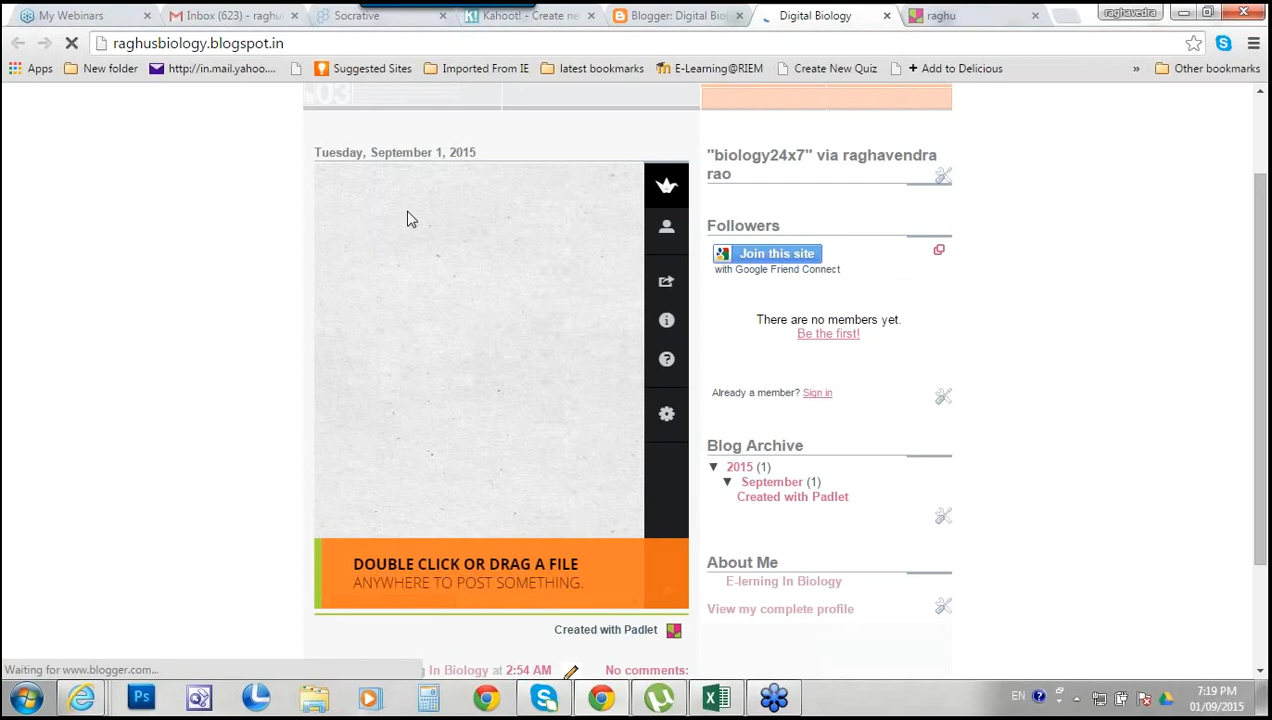 My Webinars
Inbox (623) - raghu
Socrative
Kahoot! - Create ne
Blogger: Digital Bio
Digital Biology
raghu
raghavedra
raghusbiology.blogspot.in
Apps
New folder
http://in.mail.yahoo....
Suggested Sites
Imported From IE
latest bookmarks
E-Learning@RIEM
Create New Quiz
+ Add to Delicious
»
Other bookmarks
03
Tuesday, September 1, 2015
"biology24x7" via raghavendra
rao
Followers
Join this site
with Google Friend Connect
There are no members yet.
Be the first!
Already a member? Sign in
Blog Archive
▼ 2015 (1)
▼ September (1)
Created with Padlet
About Me
E-lerning In Biology
View my complete profile
DOUBLE CLICK OR DRAG A FILE
ANYWHERE TO POST SOMETHING.
Created with Padlet
Waiting for www.blogger.com...
g In Biology at 2:54 AM
No comments:
Ps
EN
7:19 PM
01/09/2015